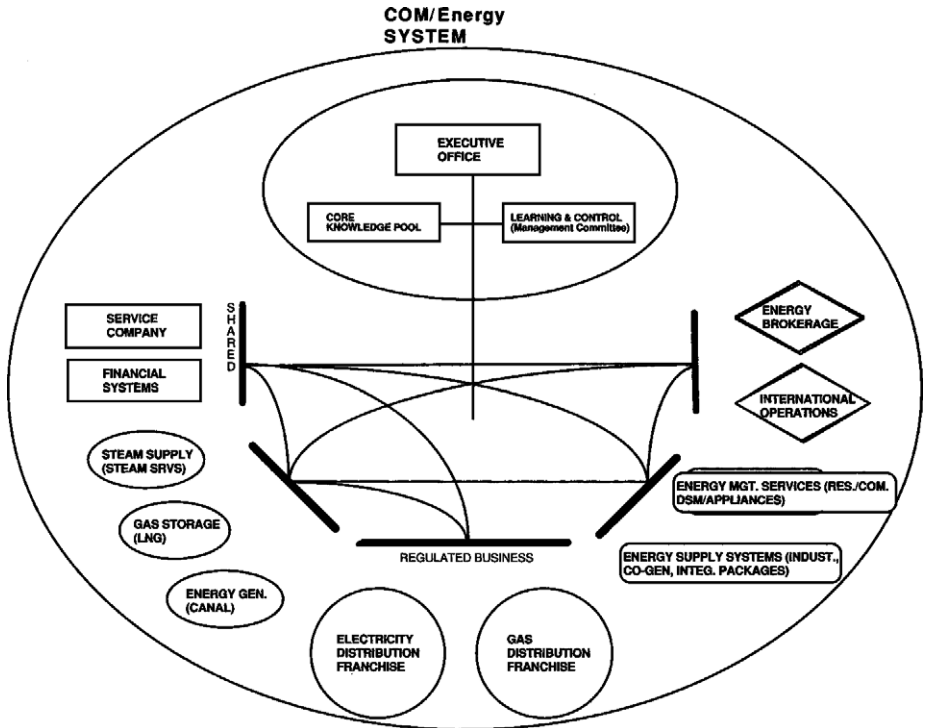 COM/Energy
SYSTEM
EXECUTIVE
OFFICE
CORE
KNOWLEDGE POOL
LEARNING & CONTROL
(Management Committee)
SHARED
SERVICE
COMPANY
FINANCIAL
SYSTEMS
ENERGY
BROKERAGE
INTERNATIONAL
OPERATIONS
STEAM SUPPLY
(STEAM SRVS)
GAS STORAGE
(LNG)
ENERGY GEN.
(CANAL)
ENERGY MGT. SERVICES (RES./COM.
DSM/APPLIANCES)
ENERGY SUPPLY SYSTEMS (INDUST.,
CO-GEN, INTEG. PACKAGES)
REGULATED BUSINESS
ELECTRICITY
DISTRIBUTION
FRANCHISE
GAS
DISTRIBUTION
FRANCHISE